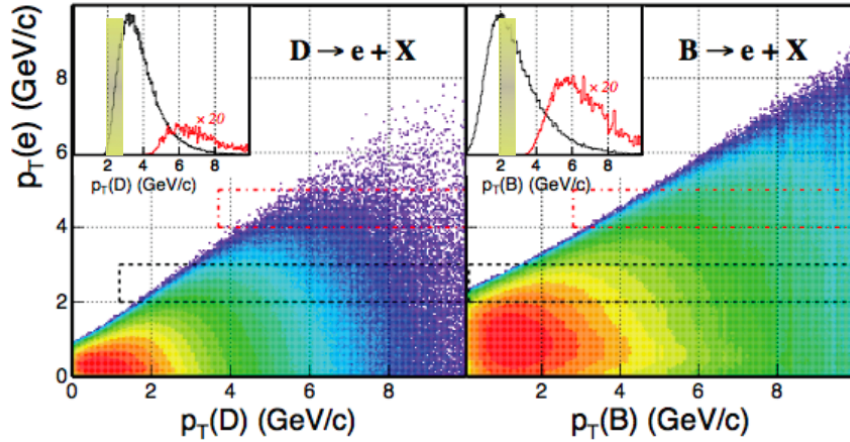 D → e + X
× 20
2 4 6 8
p_T(D) (GeV/c)
B → e + X
× 20
2 4 6 8
p_T(B) (GeV/c)
p_T(e) (GeV/c)
8
6
4
2
0
0 2 4 6 8
p_T(D) (GeV/c)
2 4 6 8
p_T(B) (GeV/c)